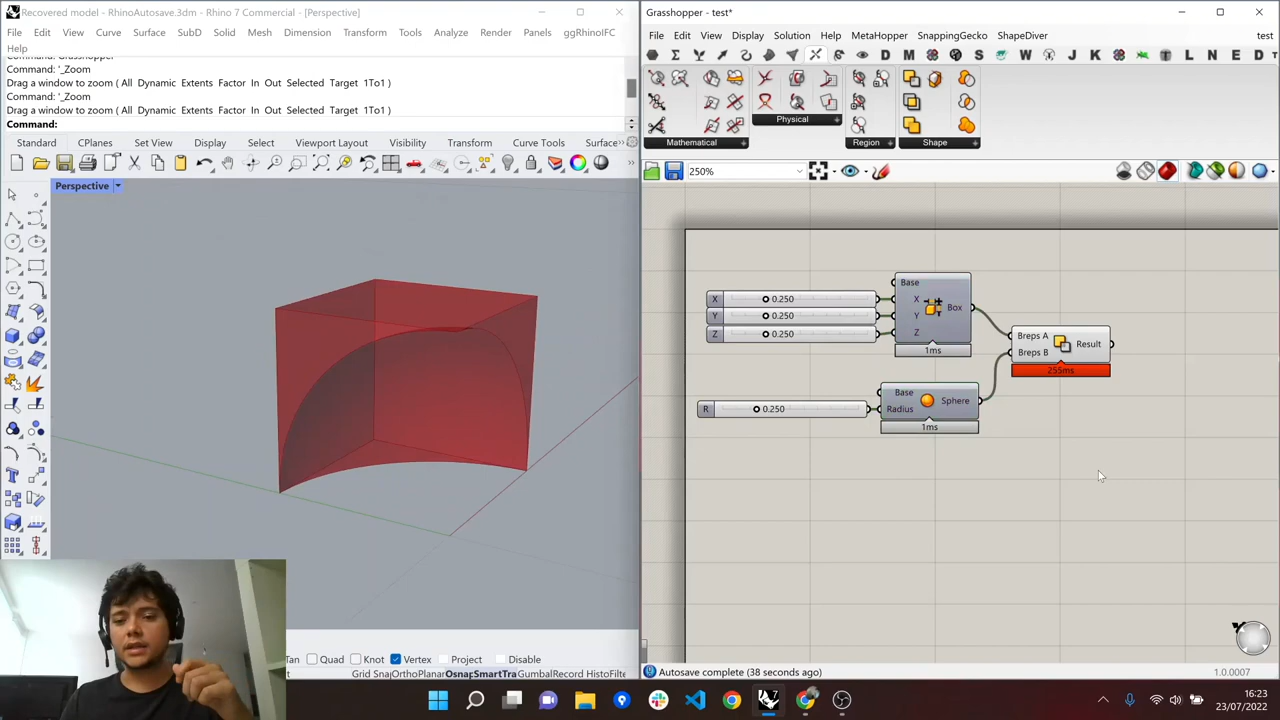 Recovered model - RhinoAutosave.3dm - Rhino 7 Commercial - [Perspective]
File Edit View Curve Surface SubD Solid Mesh Dimension Transform Tools Analyze Render Panels ggRhinoIFC
Help
Command: '_Zoom
Drag a window to zoom ( All Dynamic Extents Factor In Out Selected Target 1To1 )
Command: '_Zoom
Drag a window to zoom ( All Dynamic Extents Factor In Out Selected Target 1To1 )
Command:
Standard CPlanes Set View Display Select Viewport Layout Visibility Transform Curve Tools Surface
Perspective
Quad Knot Vertex Project Disable
Grid Snap Ortho Planar Osnap SmartTra Gumball Record History Filte
Grasshopper - test*
File Edit View Display Solution Help MetaHopper SnappingGecko ShapeDiver test
D M S W J K L N E D
Mathematical Physical Region Shape
250%
X 0.250
Y 0.250
Z 0.250
Base
X
Y
Z
Box
1ms
R 0.250
Base
Radius
Sphere
1ms
Breps A
Breps B
Result
255ms
Autosave complete (38 seconds ago)
1.0.0007
16:23
23/07/2022